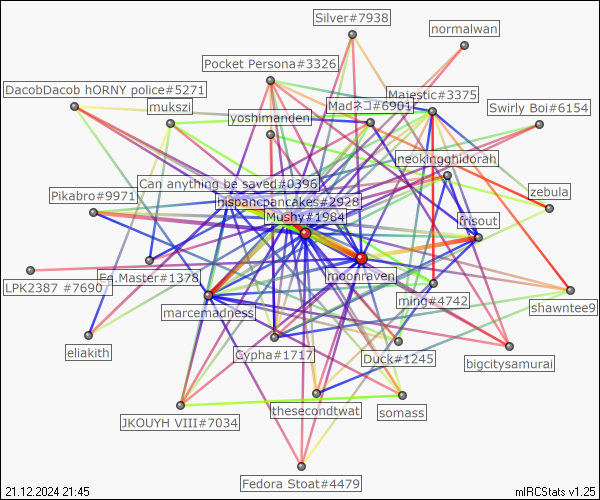 Silver#7938
normalwan
Pocket Persona#3326
DacobDacob hORNY police#5271
Majestic#3375
mukszi
Madネコ#6901
Swirly Boi#6154
yoshimanden
neokingghidorah
Can anything be saved#0396
zebula
Pikabro#9971
hispanicpancakes#2928
Mushy#1984
frisout
LPK2387 #7690
Eq.Master#1378
moonraven
marcemadness
ming#4742
shawntee9
eliakith
Cypha#1717
Duck#1245
bigcitysamurai
JKOUYH VIII#7034
thesecondtwat
somass
Fedora Stoat#4479
21.12.2024 21:45
mIRCStats v1.25